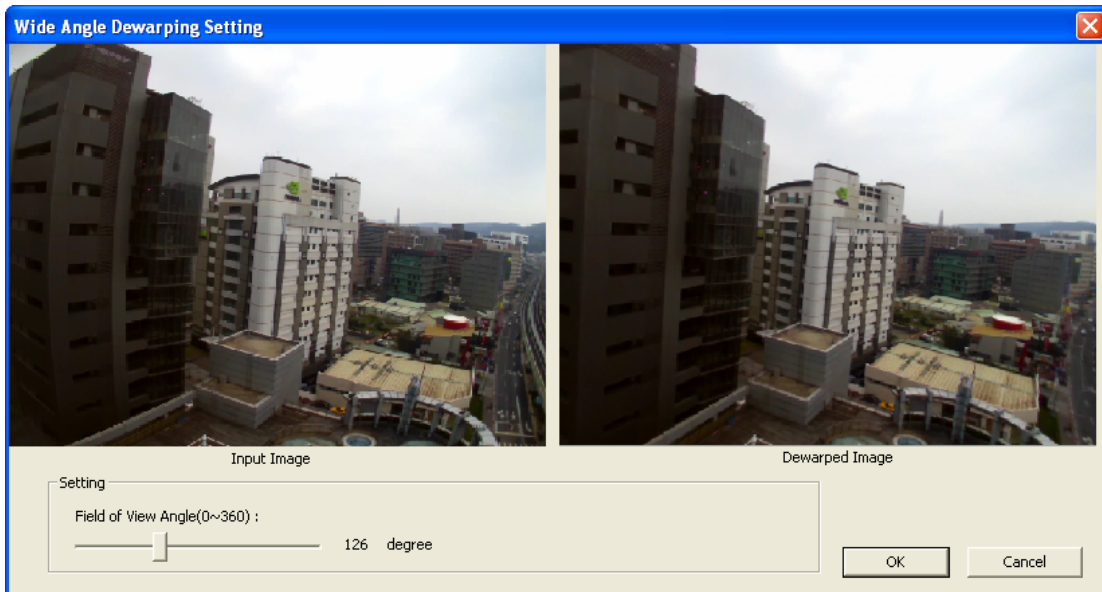 Wide Angle Dewarping Setting
Input Image
Dewarped Image
Setting
Field of View Angle(0~360) :
126 degree
OK
Cancel